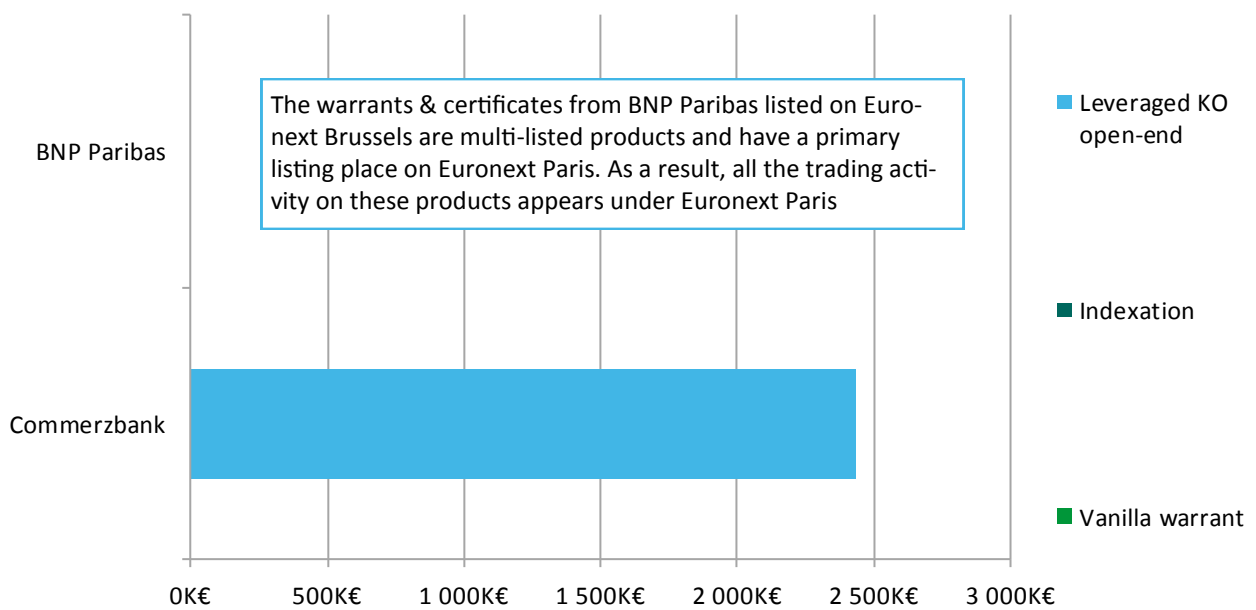 The warrants & certificates from BNP Paribas listed on Euro-
next Brussels are multi-listed products and have a primary
listing place on Euronext Paris. As a result, all the trading acti-
vity on these products appears under Euronext Paris
BNP Paribas
Commerzbank
0K€ 500K€ 1 000K€ 1 500K€ 2 000K€ 2 500K€ 3 000K€
Leveraged KO
open-end
Indexation
Vanilla warrant